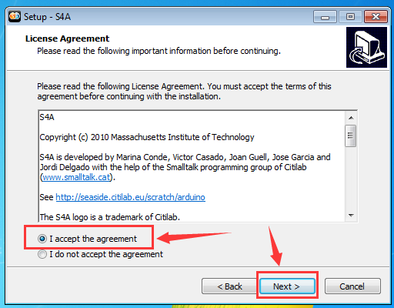 Setup - S4A
License Agreement
Please read the following important information before continuing.
Please read the following License Agreement. You must accept the terms of this
agreement before continuing with the installation.
S4A
Copyright (c) 2010 Massachusetts Institute of Technology
S4A is developed by Marina Conde, Victor Casado, Joan Guell, Jose Garcia and
Jordi Delgado with the help of the Smalltalk programming group of Citilab
(www.smalltalk.cat).
See http://seaside.citilab.eu/scratch/arduino
The S4A logo is a trademark of Citilab.
I accept the agreement
I do not accept the agreement
< Back Next > Cancel